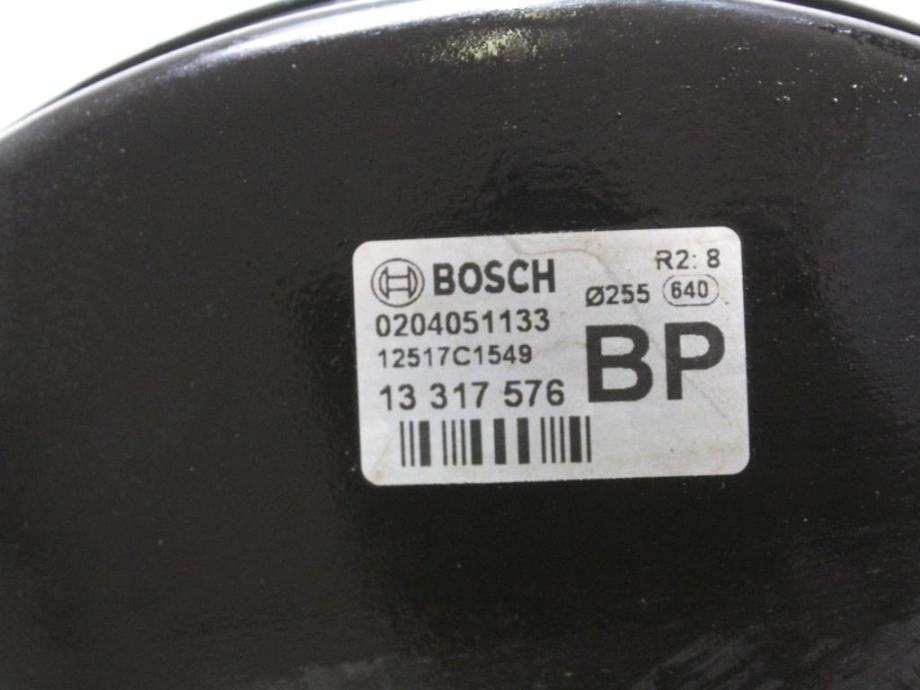 BOSCH
R2: 8
Ø255 640
0204051133
12517C1549
13 317 576
BP